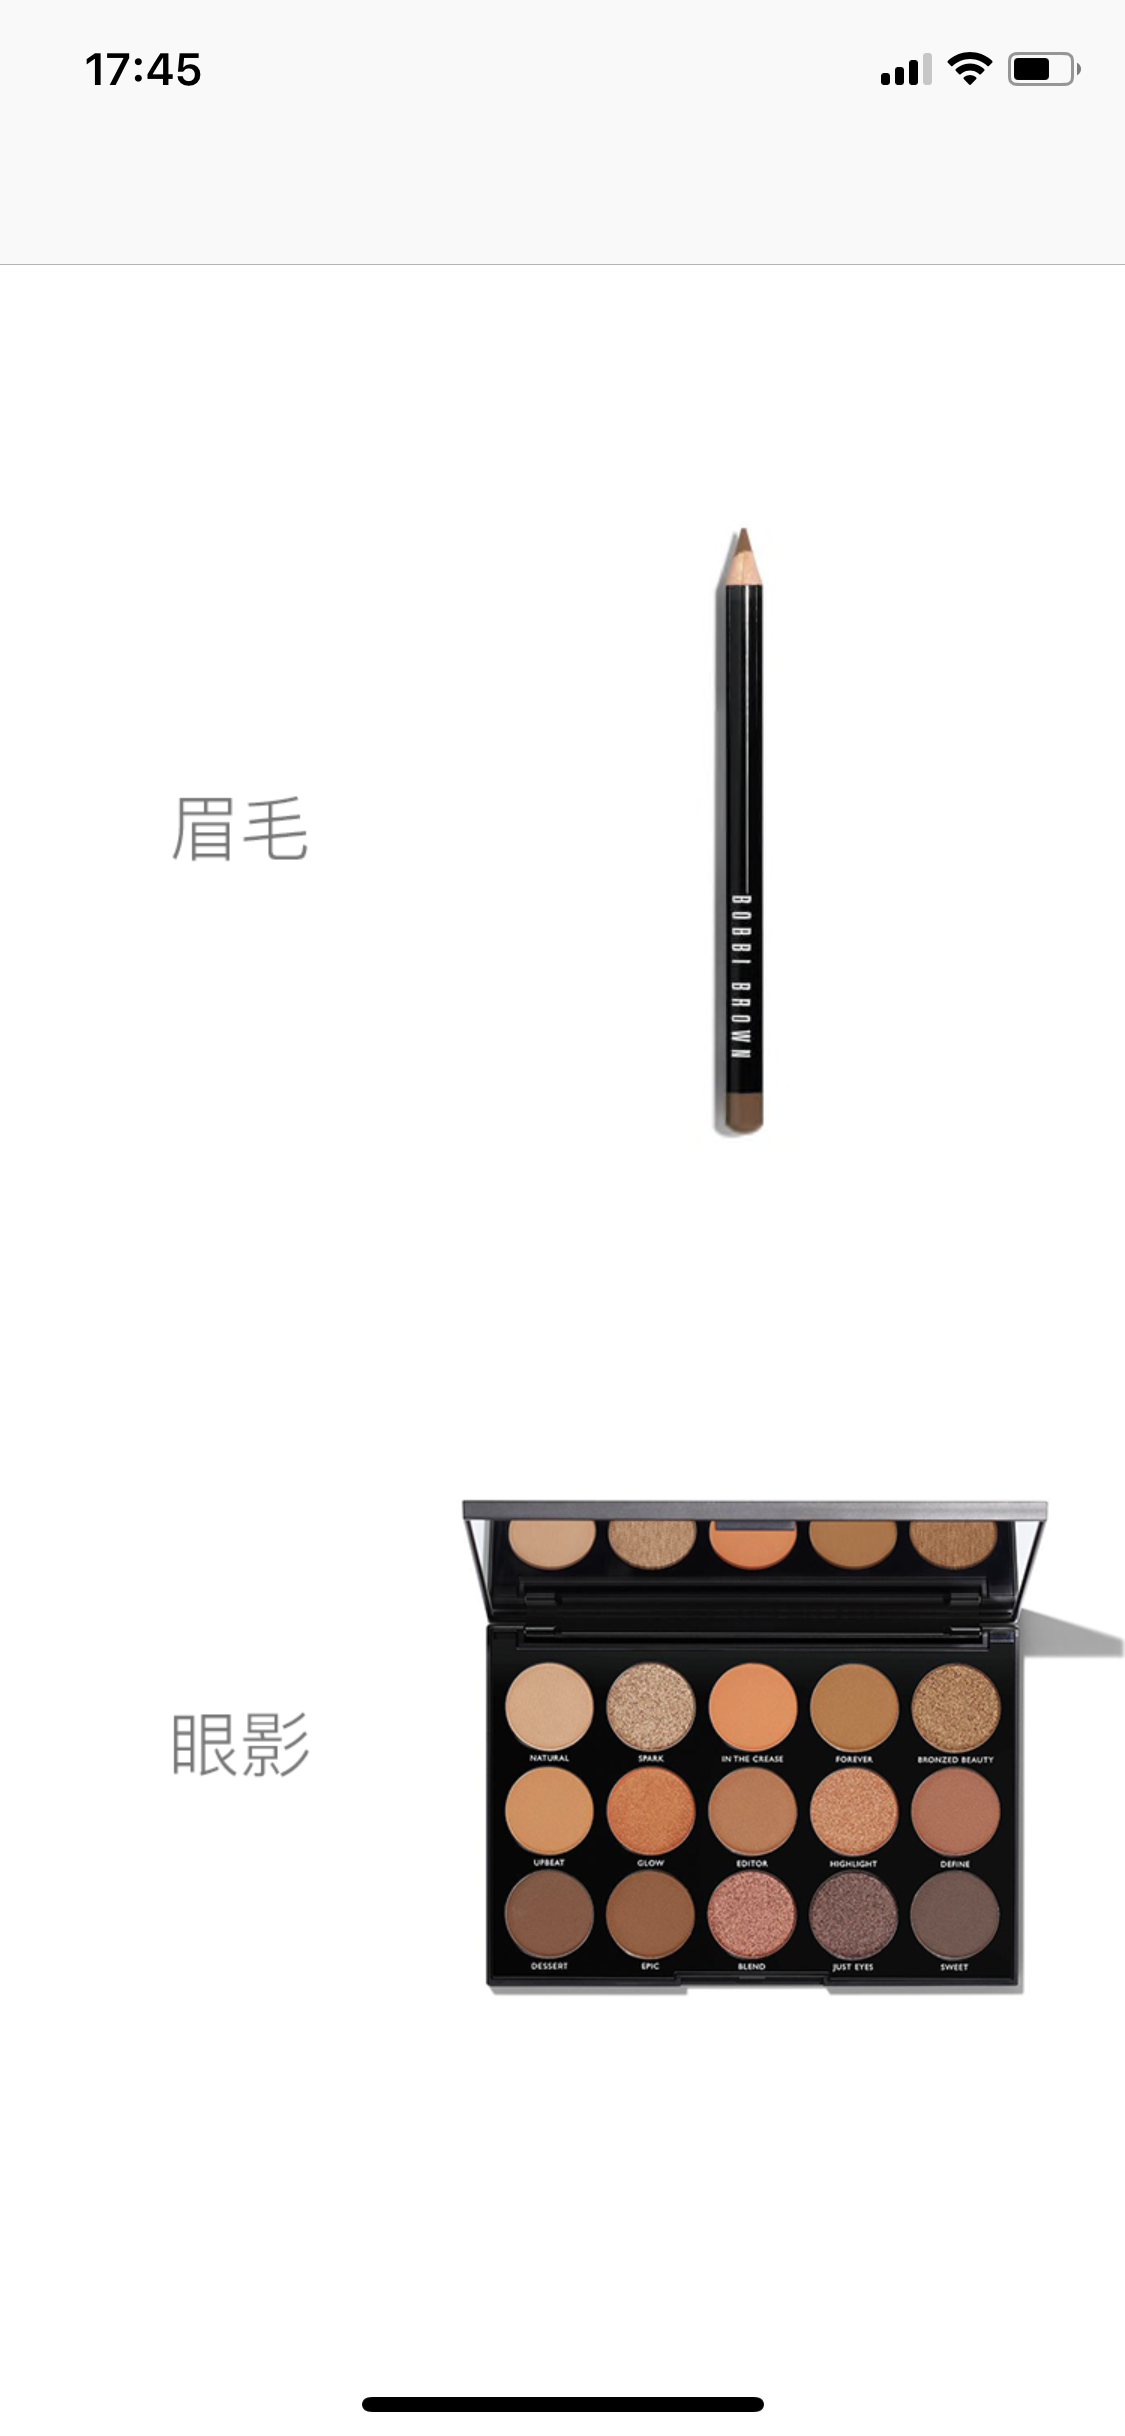 17:45
眉毛
BOBBI BROWN
眼影
NATURAL SPARK IN THE CREASE FOREVER BRONZED BEAUTY
UPBEAT GLOW EDITOR HIGHLIGHT DEFINE
DESSERT EPIC BLEND JUST EYES SWEET